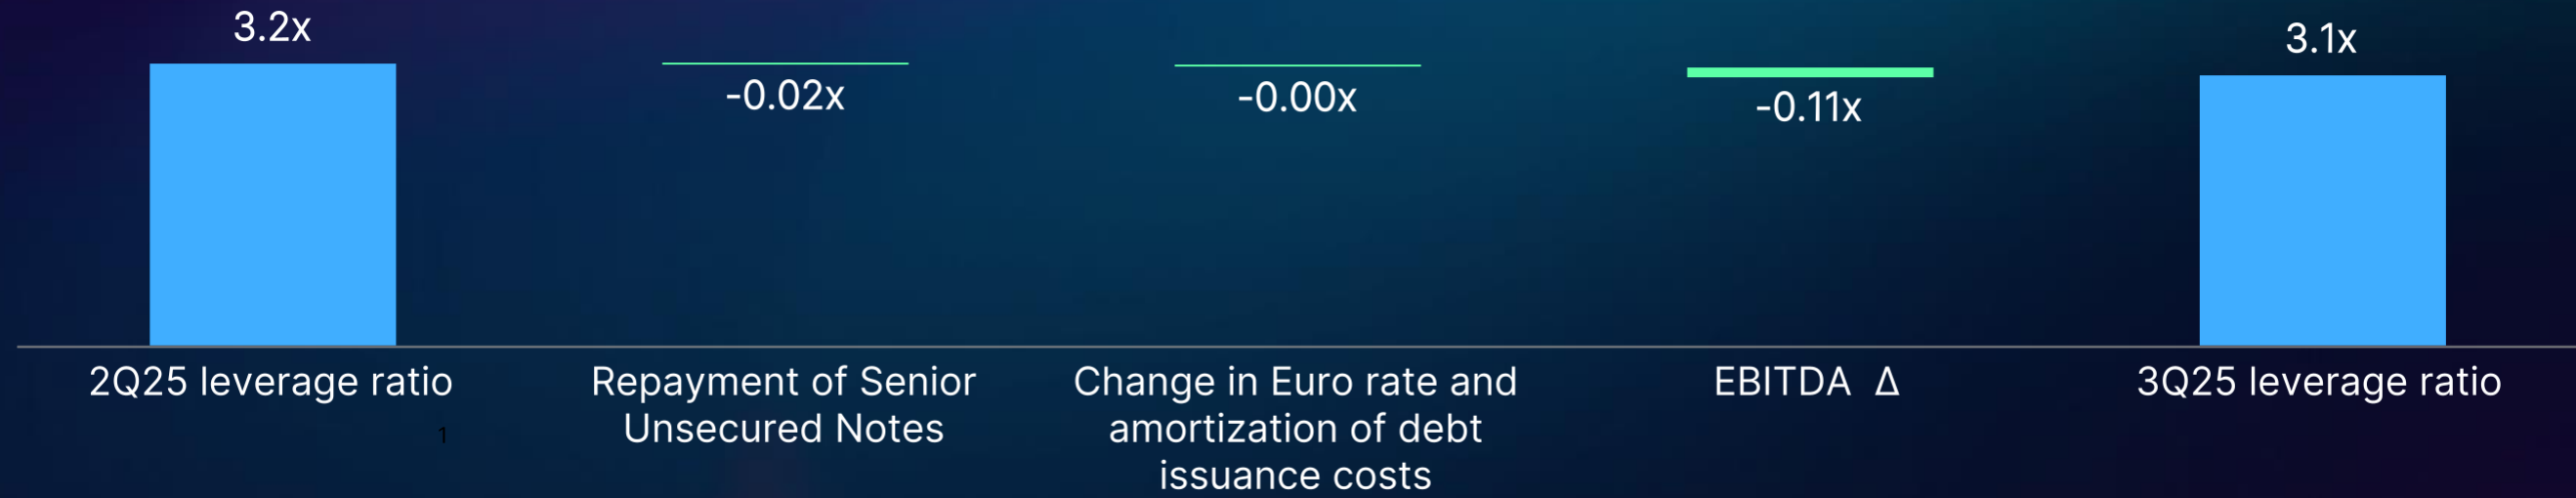 3.2x
-0.02x
-0.00x
-0.11x
3.1x
2Q25 leverage ratio
Repayment of Senior
Unsecured Notes
Change in Euro rate and
amortization of debt
issuance costs
EBITDA Δ
3Q25 leverage ratio
1